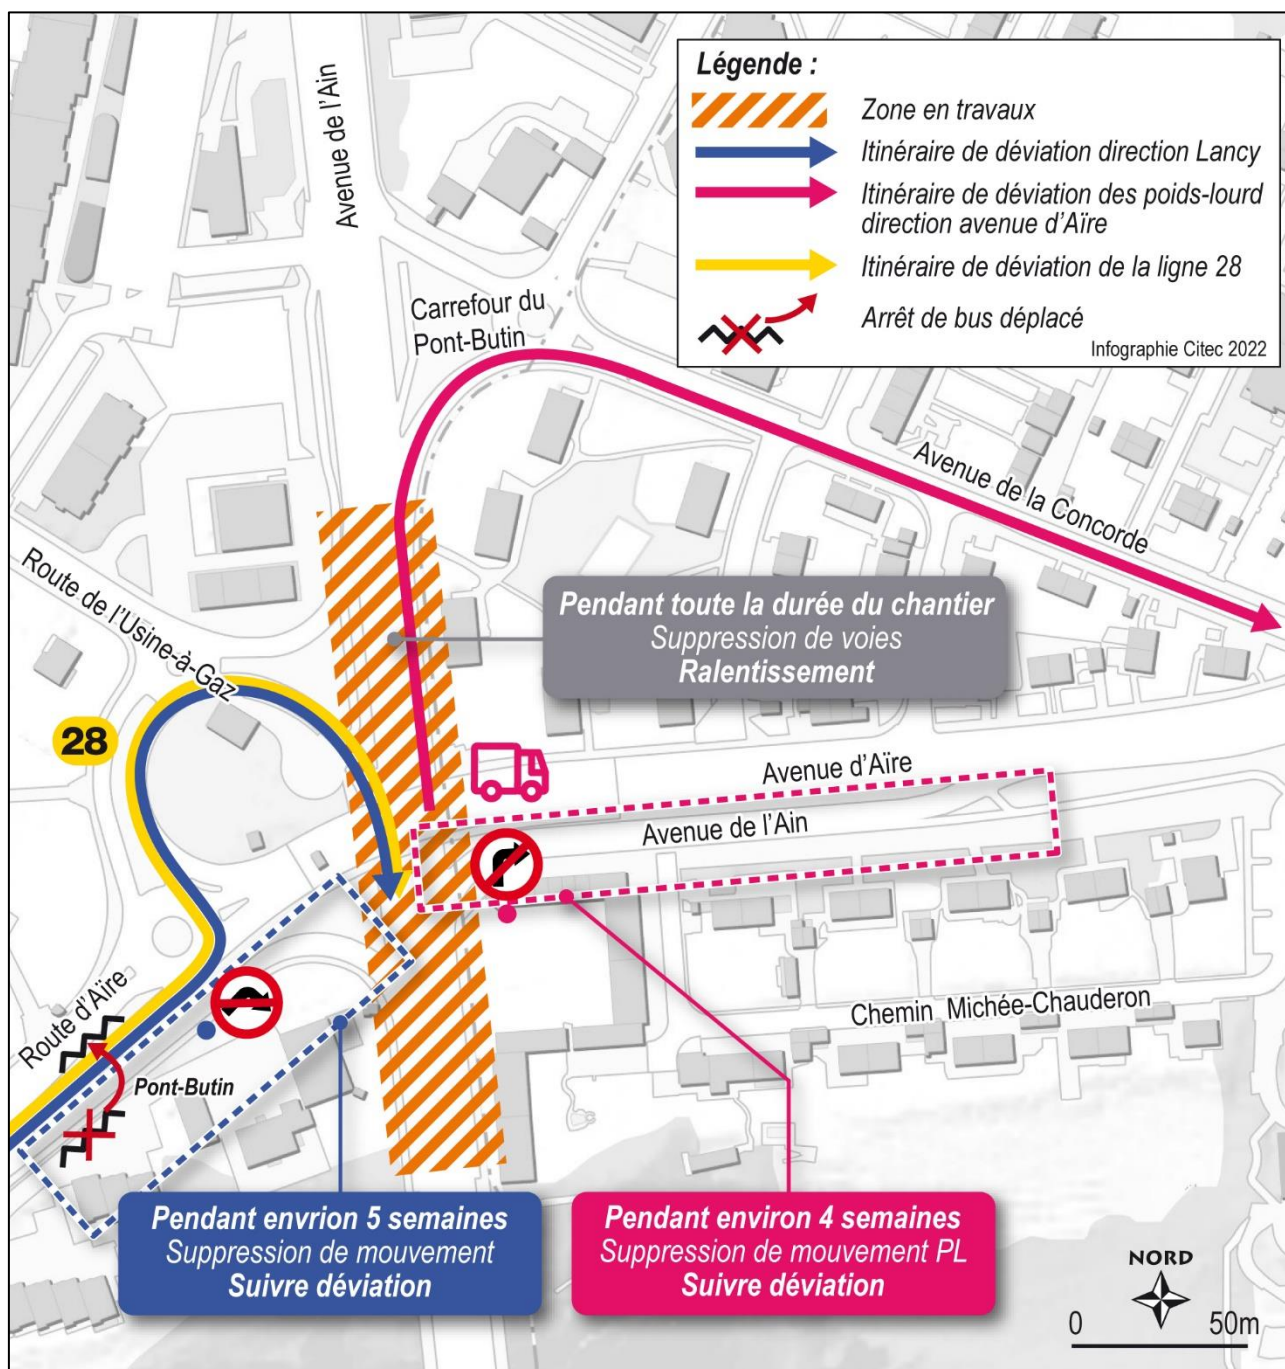 Légende :
Zone en travaux
Itinéraire de déviation direction Lancy
Itinéraire de déviation des poids-lourd
direction avenue d'Aïre
Itinéraire de déviation de la ligne 28
Arrêt de bus déplacé
Infographie Citec 2022
Avenue de l'Ain
Carrefour du
Pont-Butin
Avenue de la Concorde
Route de l'Usine-à-Gaz
Pendant toute la durée du chantier
Suppression de voies
Ralentissement
28
Avenue d'Aïre
Avenue de l'Ain
Route d'Aïre
Pont-Butin
Chemin Michée-Chauderon
Pendant envrion 5 semaines
Suppression de mouvement
Suivre déviation
Pendant environ 4 semaines
Suppression de mouvement PL
Suivre déviation
NORD
0 50m